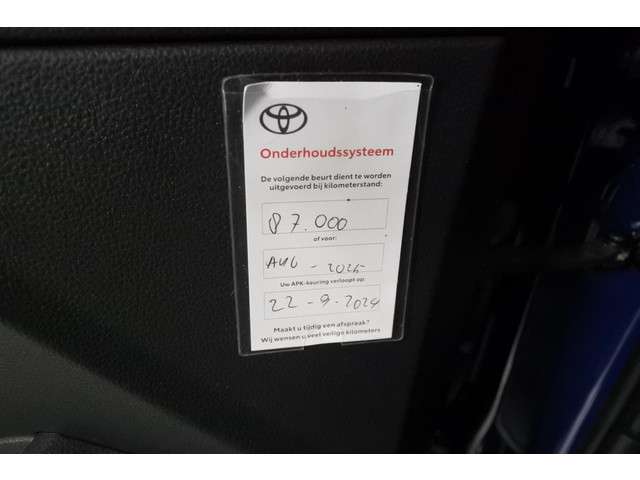 Onderhoudssysteem
De volgende beurt dient te worden
uitgevoerd bij kilometerstand:
87.000
of voor:
AUG - 2025
Uw APK-keuring verloopt op:
22-9-2024
Maakt u tijdig een afspraak?
Wij wensen u veel veilige kilometers